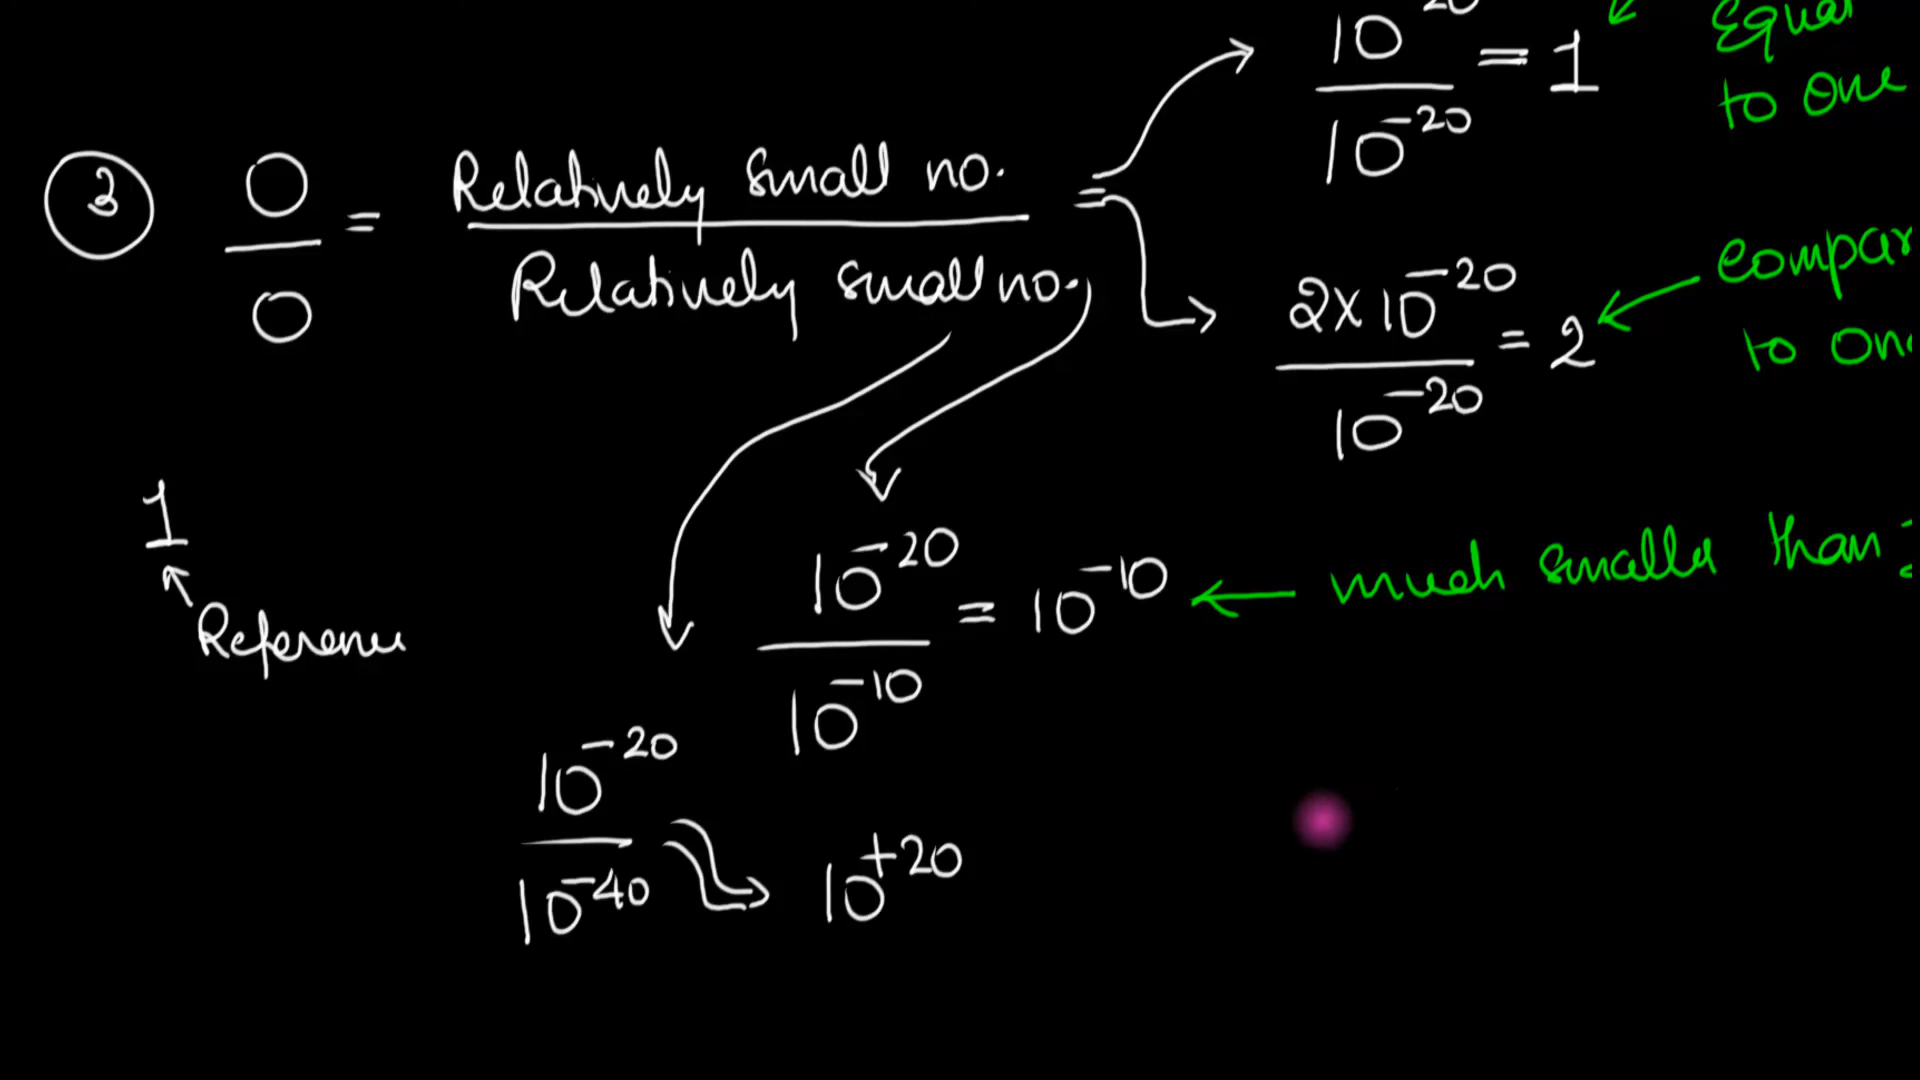 10^-20 / 10^-20 = 1
Equal
to one
③ 0/0 = Relatively small no. / Relatively small no. =
2 x 10^-20 / 10^-20 = 2
to
1
Reference
10^-20 / 10^-10 = 10^-10 ← much smaller than
10^-20 / 10^-40 → 10^+20